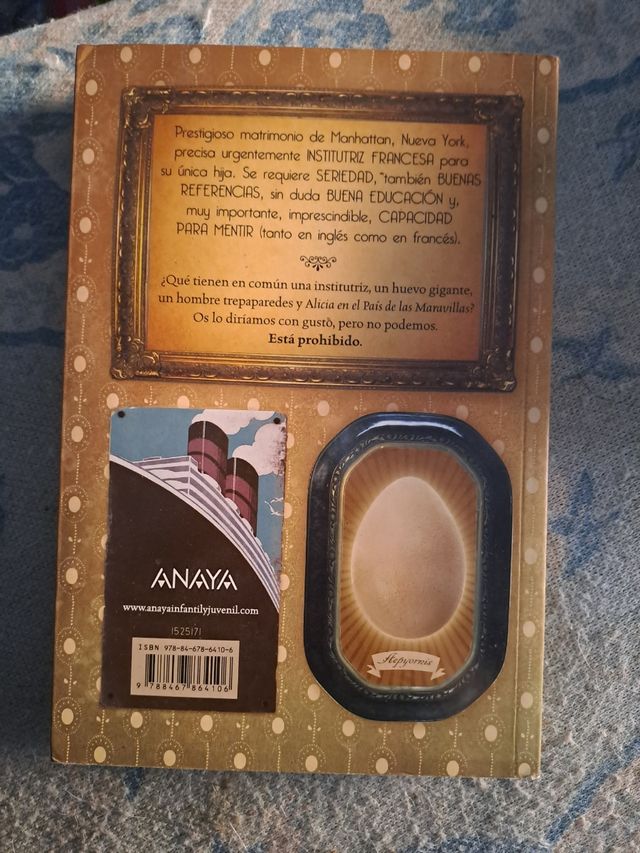 Prestigioso matrimonio de Manhattan, Nueva York,
precisa urgentemente INSTITUTRIZ FRANCESA para
su única hija. Se requiere SERIEDAD, también BUENAS
REFERENCIAS, sin duda BUENA EDUCACIÓN y,
muy importante, imprescindible, CAPACIDAD
PARA MENTIR (tanto en inglés como en francés).
¿Qué tienen en común una institutriz, un huevo gigante,
un hombre trepaparedes y Alicia en el País de las Maravillas?
Os lo diríamos con gusto, pero no podemos.
Está prohibido.
ANAYA
www.anayainfantilyjuvenil.com
1525171
ISBN 978-84-678-6410-6
9 788467 864106
Aepyornis